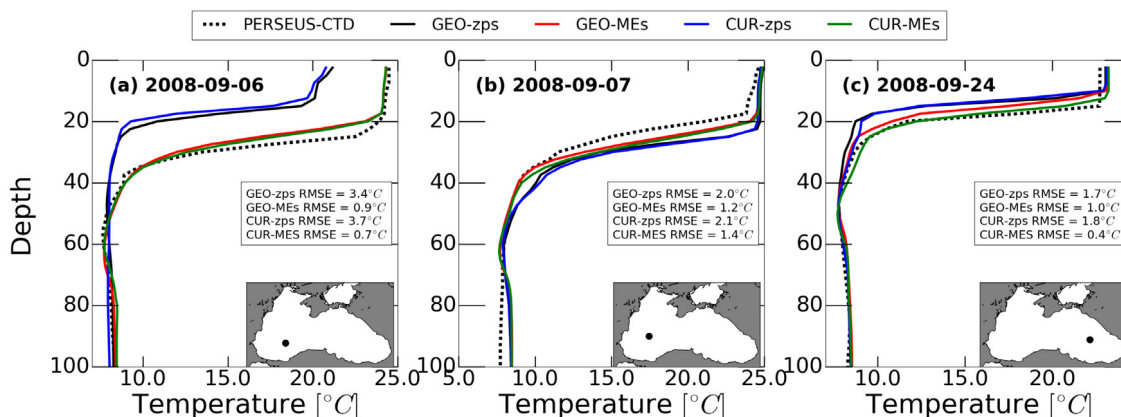 PERSEUS-CTD GEO-zps GEO-MEs CUR-zps CUR-MEs
(a) 2008-09-06
(b) 2008-09-07
(c) 2008-09-24
Depth
0
20
40
60
80
100
0
20
40
60
80
100
0
20
40
60
80
100
GEO-zps RMSE = 3.4°C
GEO-MEs RMSE = 0.9°C
CUR-zps RMSE = 3.7°C
CUR-MES RMSE = 0.7°C
GEO-zps RMSE = 2.0°C
GEO-MEs RMSE = 1.2°C
CUR-zps RMSE = 2.1°C
CUR-MES RMSE = 1.4°C
GEO-zps RMSE = 1.7°C
GEO-MEs RMSE = 1.0°C
CUR-zps RMSE = 1.8°C
CUR-MES RMSE = 0.4°C
10.0 15.0 20.0 25.0
5.0 10.0 15.0 20.0 25.0
10.0 15.0 20.0
Temperature [°C]
Temperature [°C]
Temperature [°C]